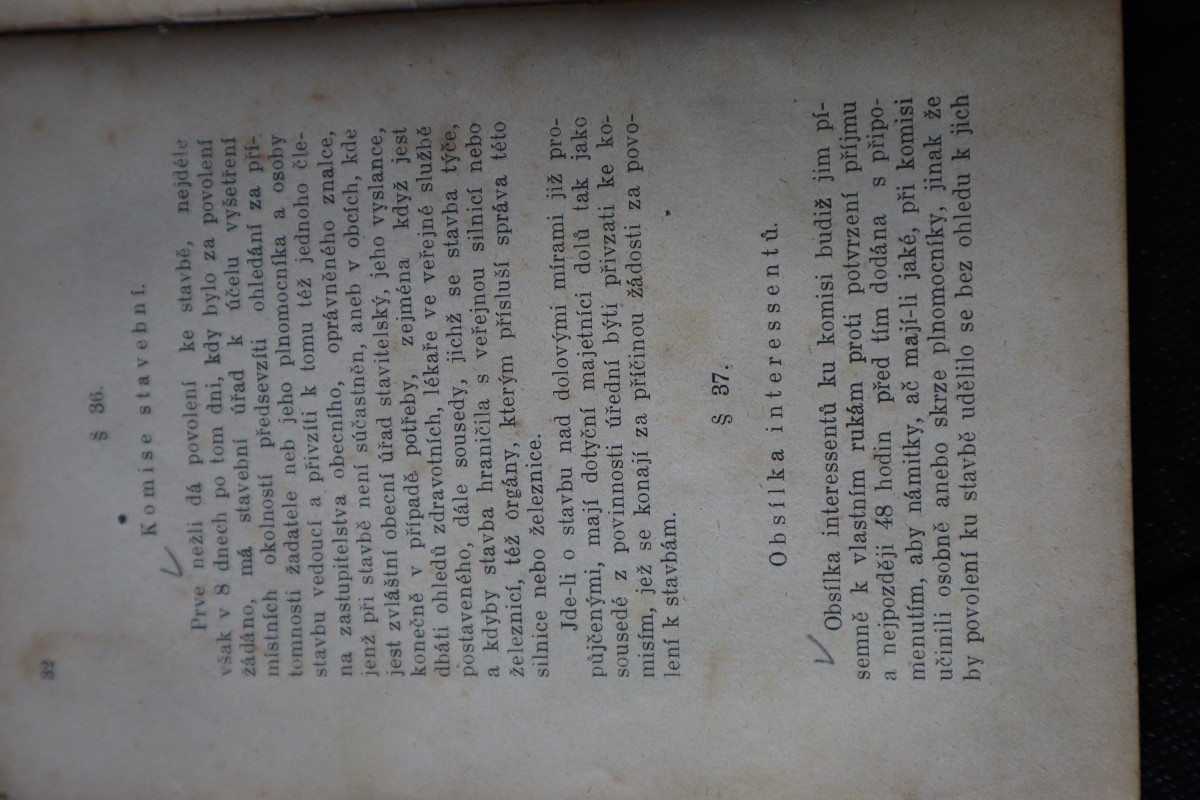 32
§ 36.
Komise stavební.
Prve nežli dá povolení ke stavbě, nejdéle
však v 8 dnech po tom dni, kdy bylo za povolení
žádáno, má stavební úřad k účelu vyšetření
místních okolností předsevzíti ohledání za pří-
tomnosti žadatele neb jeho plnomocníka a osoby
stavbu vedoucí a přivzíti k tomu též jednoho čle-
na zastupitelstva obecního, oprávněného znalce,
jenž při stavbě není súčastněn, aneb v obcích, kde
jest zvláštní obecní úřad stavitelský, jeho vyslance,
konečně v případě potřeby, zejména když jest
dbáti ohledů zdravotních, lékaře ve veřejné službě
postaveného, dále sousedy, jichž se stavba týče,
a kdyby stavba hraničila s veřejnou silnicí nebo
železnicí, též orgány, kterým přísluší správa této
silnice nebo železnice.
Jde-li o stavbu nad dolovými mírami již pro-
půjčenými, mají dotyční majetníci dolů tak jako
sousedé z povinnosti úřední býti přivzati ke ko-
misím, jež se konají za příčinou žádosti za povo-
lení k stavbám.
§ 37.
Obsílka interessentů.
Obsílka interessentů ku komisi budiž jim pí-
semně k vlastním rukám proti potvrzení příjmu
a nejpozději 48 hodin před tím dodána s připo-
menutím, aby námitky, ač mají-li jaké, při komisi
učinili osobně anebo skrze plnomocníky, jinak že
by povolení ku stavbě udělilo se bez ohledu k jich